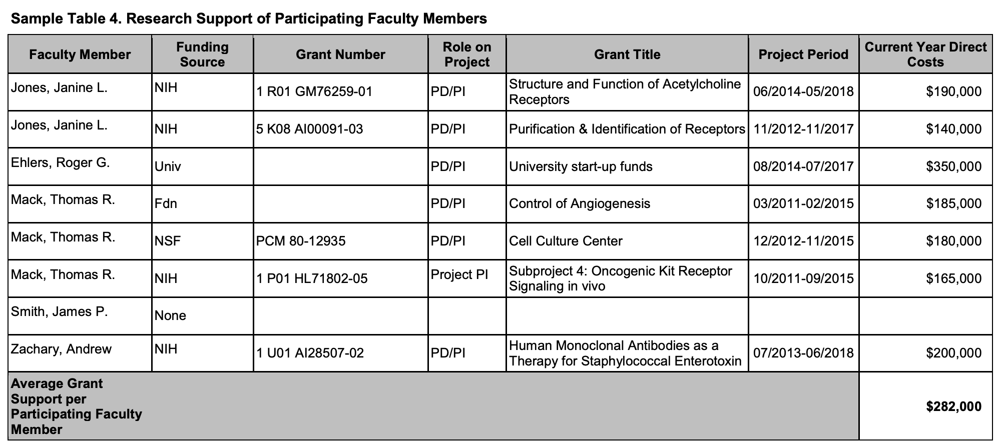 Sample Table 4. Research Support of Participating Faculty Members
Faculty Member | Funding Source | Grant Number | Role on Project | Grant Title | Project Period | Current Year Direct Costs
Jones, Janine L. | NIH | 1 R01 GM76259-01 | PD/PI | Structure and Function of Acetylcholine Receptors | 06/2014-05/2018 | $190,000
Jones, Janine L. | NIH | 5 K08 AI00091-03 | PD/PI | Purification & Identification of Receptors | 11/2012-11/2017 | $140,000
Ehlers, Roger G. | Univ | | PD/PI | University start-up funds | 08/2014-07/2017 | $350,000
Mack, Thomas R. | Fdn | | PD/PI | Control of Angiogenesis | 03/2011-02/2015 | $185,000
Mack, Thomas R. | NSF | PCM 80-12935 | PD/PI | Cell Culture Center | 12/2012-11/2015 | $180,000
Mack, Thomas R. | NIH | 1 P01 HL71802-05 | Project PI | Subproject 4: Oncogenic Kit Receptor Signaling in vivo | 10/2011-09/2015 | $165,000
Smith, James P. | None | | | | |
Zachary, Andrew | NIH | 1 U01 AI28507-02 | PD/PI | Human Monoclonal Antibodies as a Therapy for Staphylococcal Enterotoxin | 07/2013-06/2018 | $200,000
Average Grant Support per Participating Faculty Member | $282,000